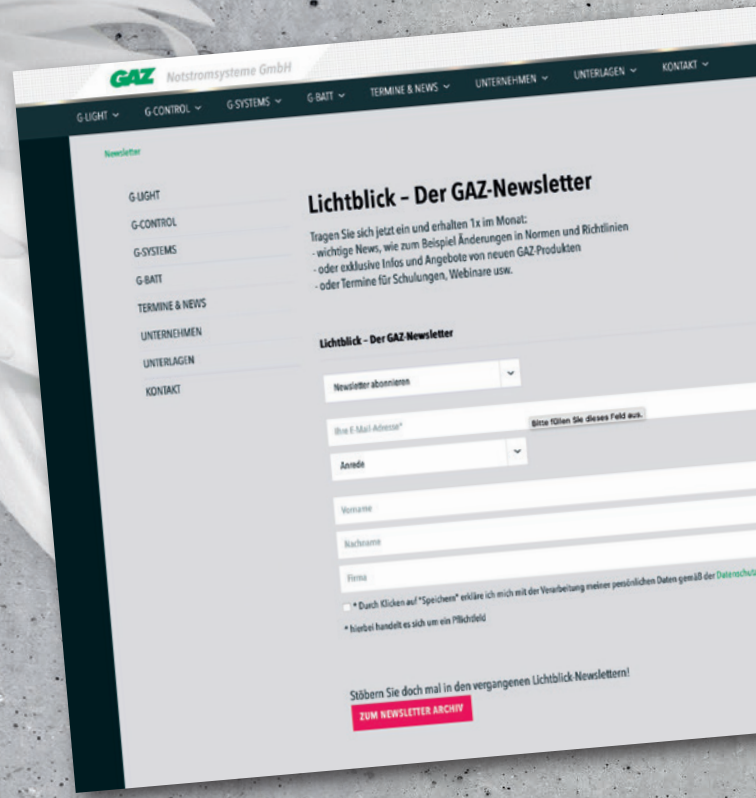 GAZ Notstromsysteme GmbH
G-LIGHT G-CONTROL G-SYSTEMS G-BATT TERMINE & NEWS UNTERNEHMEN UNTERLAGEN KONTAKT
Newsletter
G-LIGHT
G-CONTROL
G-SYSTEMS
G-BATT
TERMINE & NEWS
UNTERNEHMEN
UNTERLAGEN
KONTAKT
Lichtblick – Der GAZ-Newsletter
Tragen Sie sich jetzt ein und erhalten 1x im Monat:
- wichtige News, wie zum Beispiel Änderungen in Normen und Richtlinien
- oder exklusive Infos und Angebote von neuen GAZ-Produkten
- oder Termine für Schulungen, Webinare usw.
Lichtblick – Der GAZ-Newsletter
Newsletter abonnieren
Ihre E-Mail-Adresse*
Bitte füllen Sie dieses Feld aus.
Anrede
Vorname
Nachname
Firma
* Durch Klicken auf "Speichern" erkläre ich mich mit der Verarbeitung meiner persönlichen Daten gemäß der Datenschutz
* hierbei handelt es sich um ein Pflichtfeld
Stöbern Sie doch mal in den vergangenen Lichtblick-Newslettern!
ZUM NEWSLETTER ARCHIV